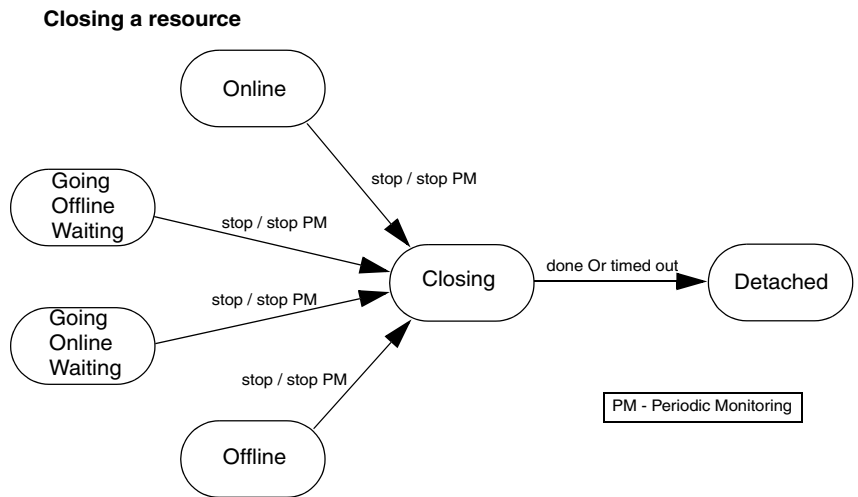 Closing a resource
Online
stop / stop PM
Going
Offline
Waiting
stop / stop PM
Closing
done Or timed out
Detached
stop / stop PM
Going
Online
Waiting
stop / stop PM
Offline
PM - Periodic Monitoring